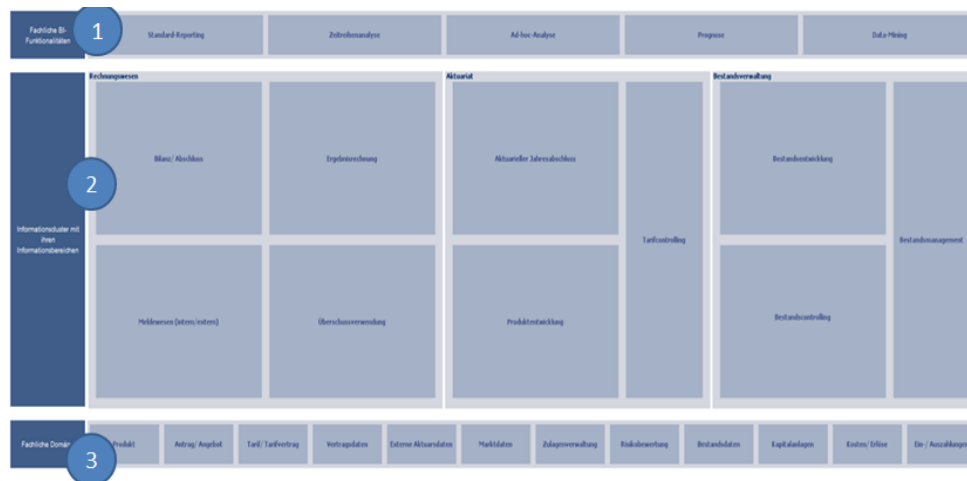 Fachliche BI-
Funktionalitäten
1
Standard-Reporting
Zeitreihenanalyse
Ad-hoc-Analyse
Prognose
Data-Mining
Rechnungswesen
Aktuariat
Bestandsverwaltung
2
Informationscluster mit
ihren
Informationsbereichen
Bilanz/ Abschluss
Ergebnisrechnung
Aktuarieller Jahresabschluss
Bestandsentwicklung
Tarifcontrolling
Bestandsmanagement
Meldewesen (intern/extern)
Überschussverwendung
Produktentwicklung
Bestandscontrolling
Fachliche Domän
3
Produkt
Antrag/ Angebot
Tarif/ Tarifvertrag
Vertragsdaten
Externe Aktuarsdaten
Marktdaten
Zulagenverwaltung
Risikobewertung
Bestandsdaten
Kapitalanlagen
Kosten/ Erlöse
Ein-/ Auszahlungen